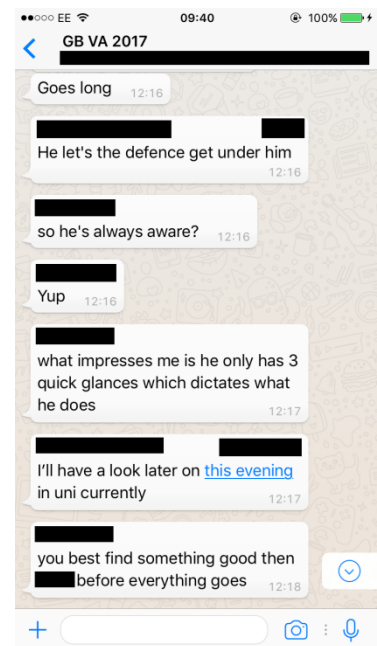 EE 09:40 100%
GB VA 2017
Goes long 12:16
He let's the defence get under him
12:16
so he's always aware? 12:16
Yup 12:16
what impresses me is he only has 3
quick glances which dictates what
he does
12:17
I'll have a look later on this evening
in uni currently
12:17
you best find something good then
before everything goes 12:18